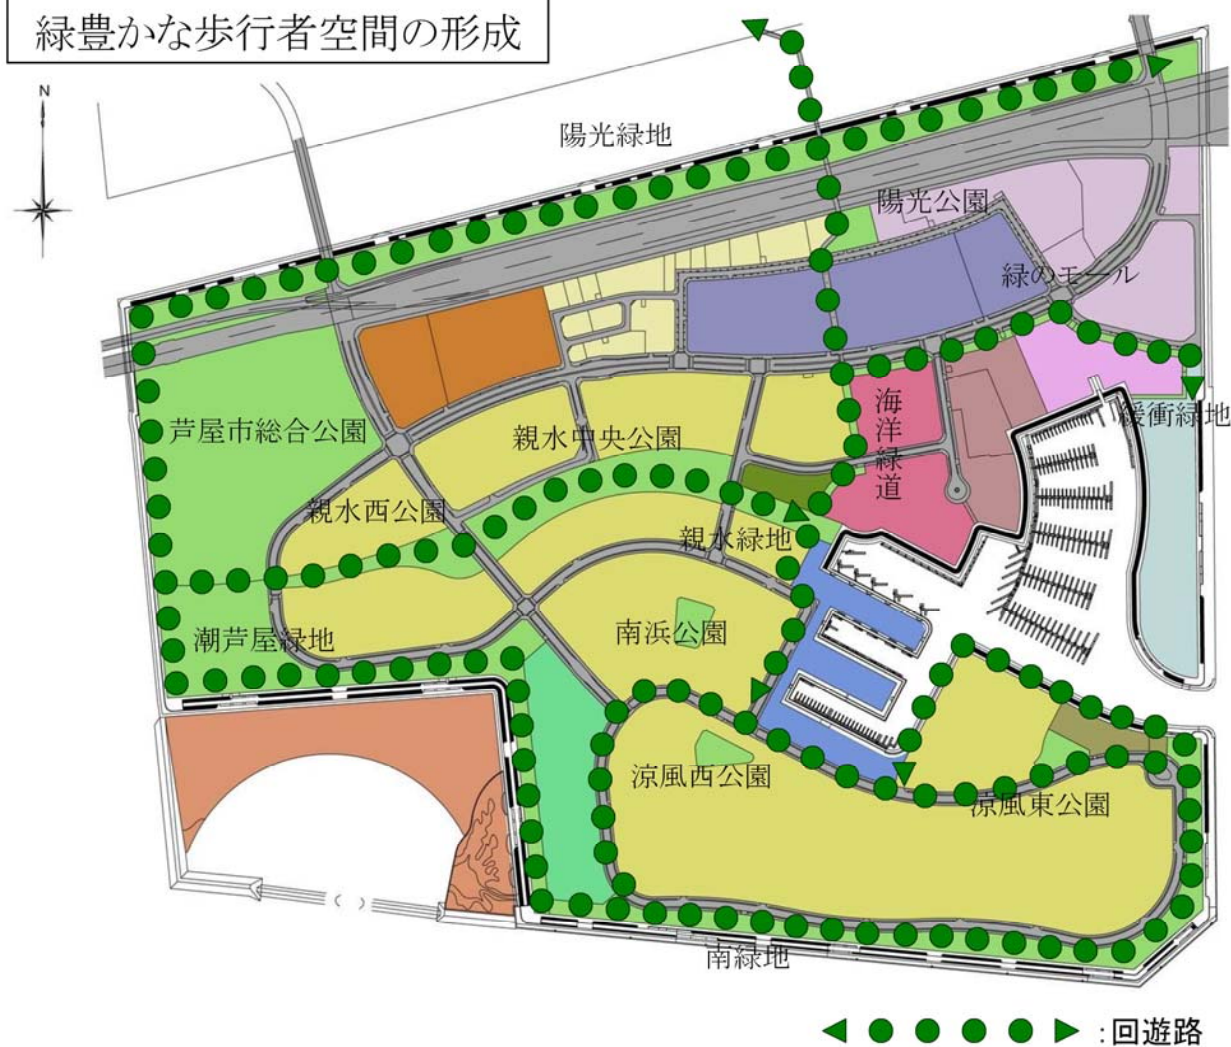 緑豊かな歩行者空間の形成
N
陽光緑地
陽光公園
緑のモール
芦屋市総合公園
親水中央公園
海洋緑道
緩衝緑地
親水西公園
親水緑地
潮芦屋緑地
南浜公園
涼風西公園
涼風東公園
南緑地
:回遊路